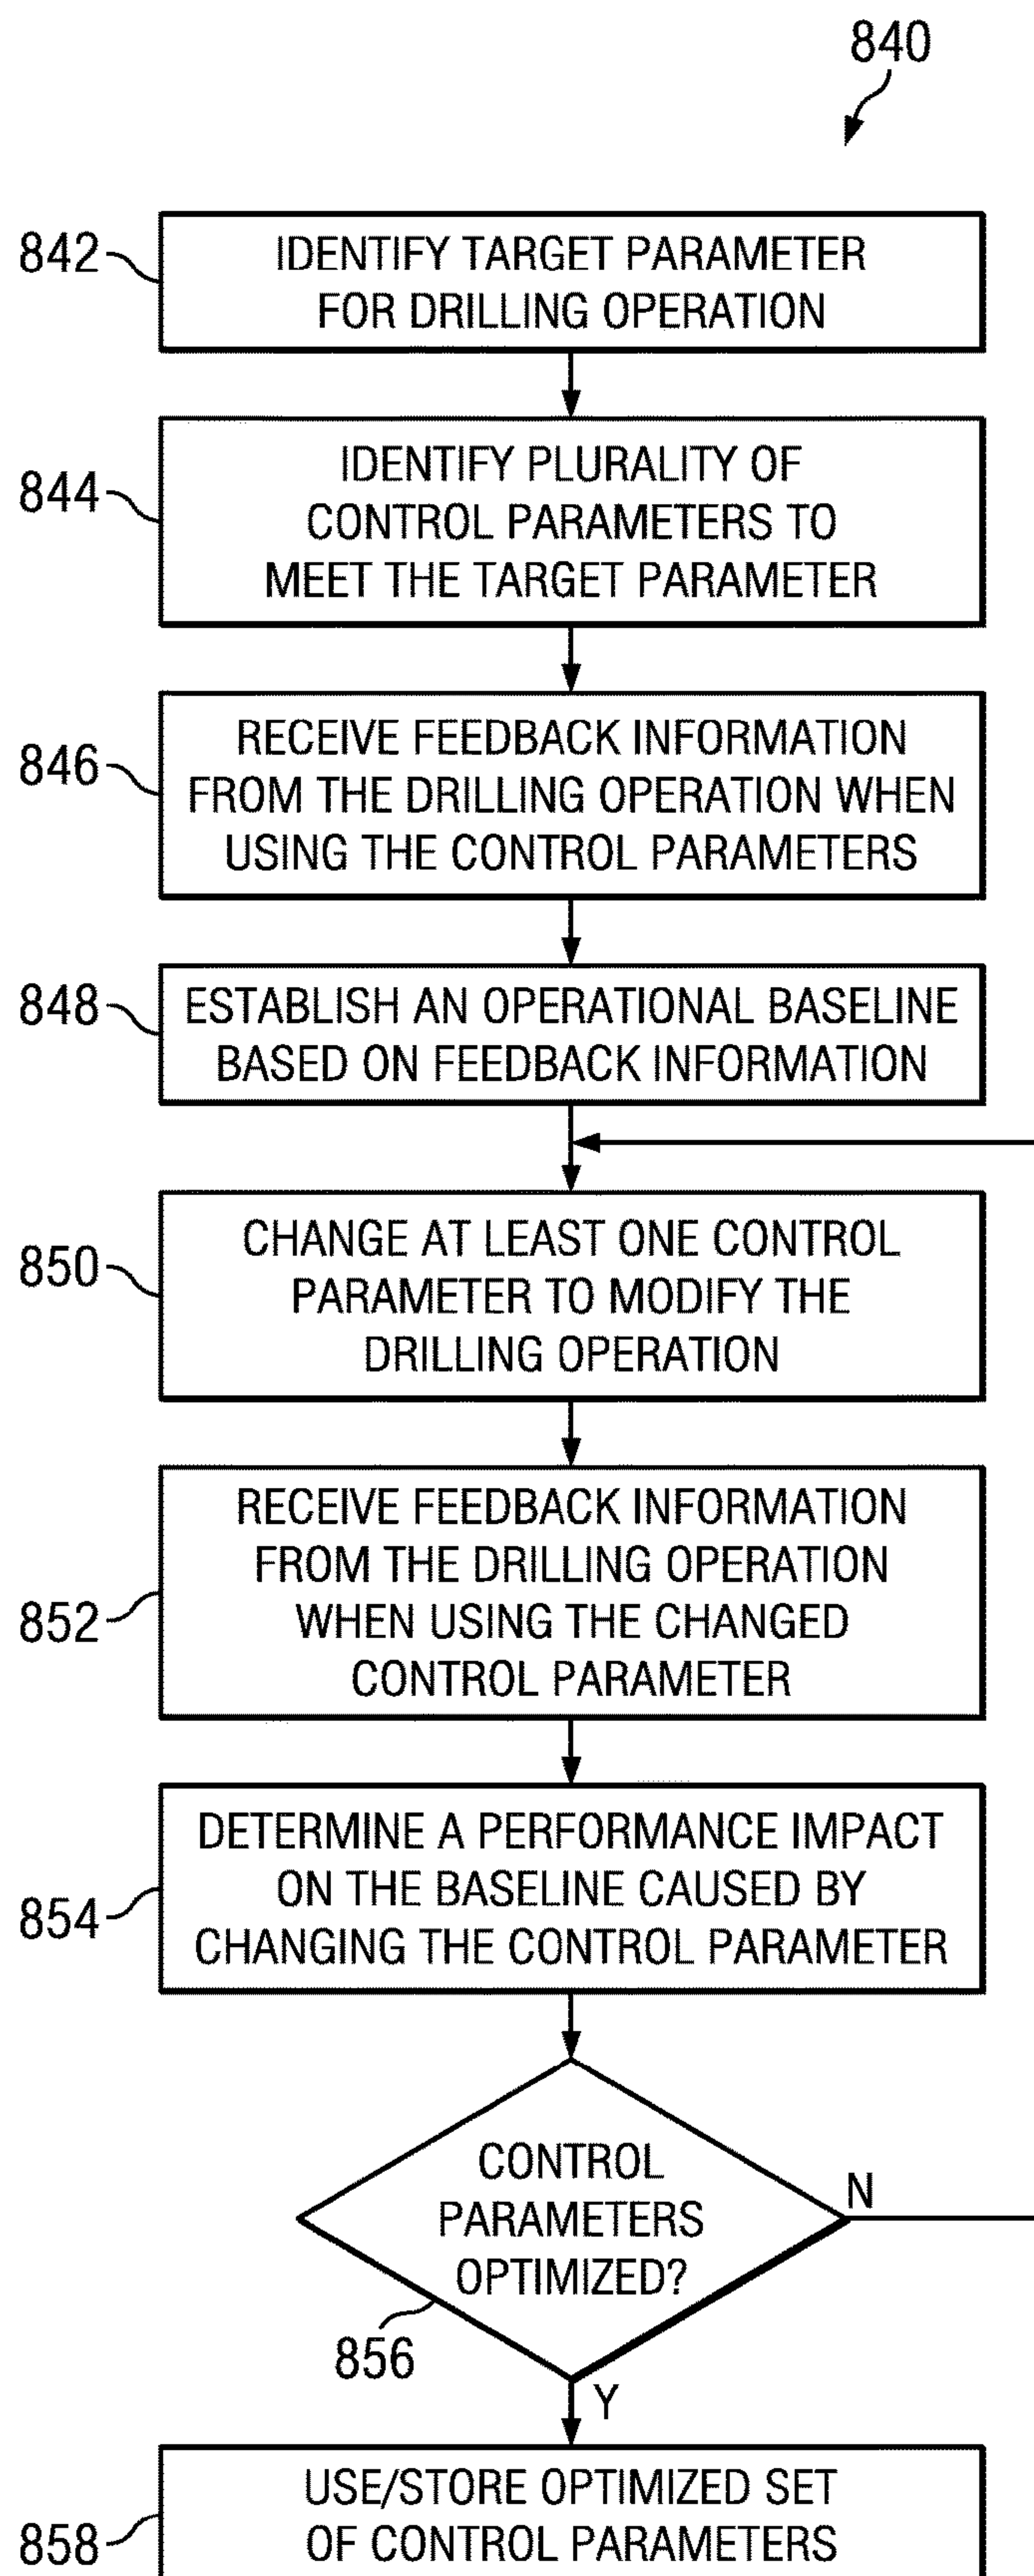 840
842
IDENTIFY TARGET PARAMETER
FOR DRILLING OPERATION
844
IDENTIFY PLURALITY OF
CONTROL PARAMETERS TO
MEET THE TARGET PARAMETER
846
RECEIVE FEEDBACK INFORMATION
FROM THE DRILLING OPERATION WHEN
USING THE CONTROL PARAMETERS
848
ESTABLISH AN OPERATIONAL BASELINE
BASED ON FEEDBACK INFORMATION
850
CHANGE AT LEAST ONE CONTROL
PARAMETER TO MODIFY THE
DRILLING OPERATION
852
RECEIVE FEEDBACK INFORMATION
FROM THE DRILLING OPERATION
WHEN USING THE CHANGED
CONTROL PARAMETER
854
DETERMINE A PERFORMANCE IMPACT
ON THE BASELINE CAUSED BY
CHANGING THE CONTROL PARAMETER
CONTROL
PARAMETERS
OPTIMIZED?
N
856
Y
858
USE/STORE OPTIMIZED SET
OF CONTROL PARAMETERS